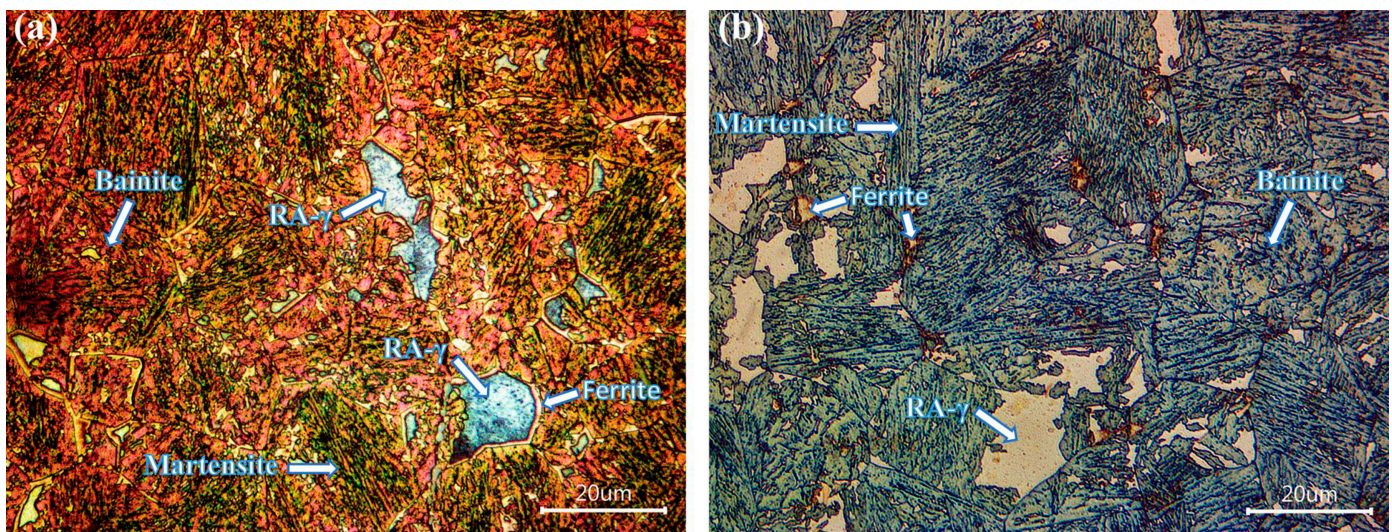 (a)
Bainite
RA-γ
RA-γ
Ferrite
Martensite
20um
(b)
Martensite
Ferrite
Bainite
RA-γ
20um